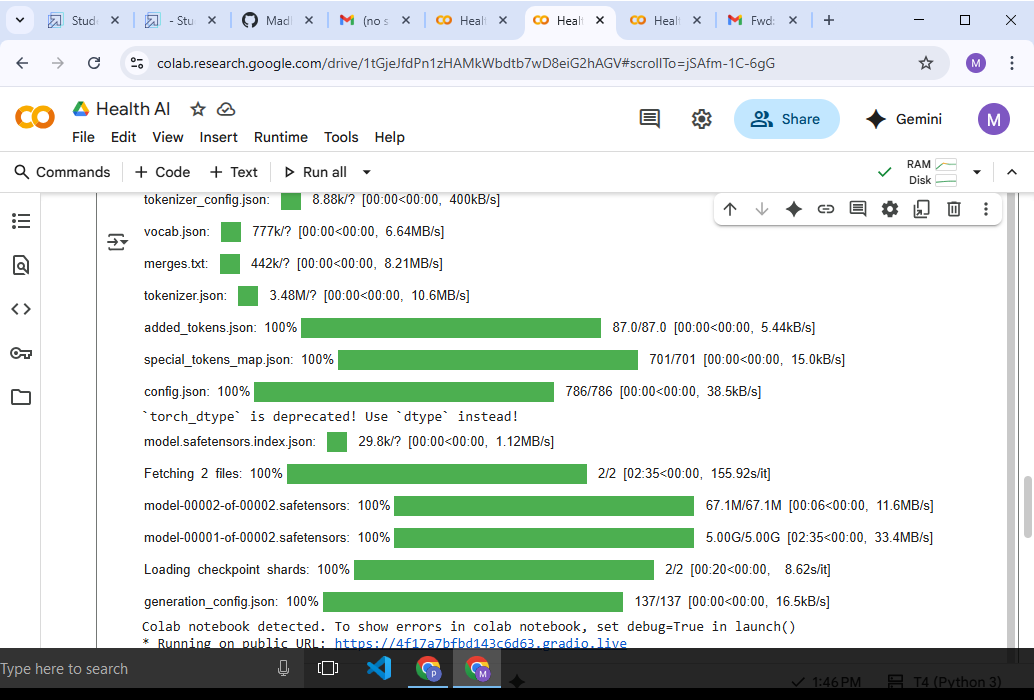 Stude
- Stu
Madl
(no s
Healt
Healt
Healt
Fwd:
colab.research.google.com/drive/1tGjeJfdPn1zHAMkWbdtb7wD8eiG2hAGV#scrollTo=jSAfm-1C-6gG
M
CO
Health AI
File Edit View Insert Runtime Tools Help
Share
Gemini
M
Commands
+ Code + Text
Run all
RAM
Disk
tokenizer_config.json: 8.88k/? [00:00<00:00, 400kB/s]
vocab.json: 777k/? [00:00<00:00, 6.64MB/s]
merges.txt: 442k/? [00:00<00:00, 8.21MB/s]
tokenizer.json: 3.48M/? [00:00<00:00, 10.6MB/s]
added_tokens.json: 100% 87.0/87.0 [00:00<00:00, 5.44kB/s]
special_tokens_map.json: 100% 701/701 [00:00<00:00, 15.0kB/s]
config.json: 100% 786/786 [00:00<00:00, 38.5kB/s]
`torch_dtype` is deprecated! Use `dtype` instead!
model.safetensors.index.json: 29.8k/? [00:00<00:00, 1.12MB/s]
Fetching 2 files: 100% 2/2 [02:35<00:00, 155.92s/it]
model-00002-of-00002.safetensors: 100% 67.1M/67.1M [00:06<00:00, 11.6MB/s]
model-00001-of-00002.safetensors: 100% 5.00G/5.00G [02:35<00:00, 33.4MB/s]
Loading checkpoint shards: 100% 2/2 [00:20<00:00, 8.62s/it]
generation_config.json: 100% 137/137 [00:00<00:00, 16.5kB/s]
Colab notebook detected. To show errors in colab notebook, set debug=True in launch()
* Running on public URL: https://4f17a7bfbd143c6d63.gradio.live
Type here to search
P
M
1:46 PM
T4 (Python 3)